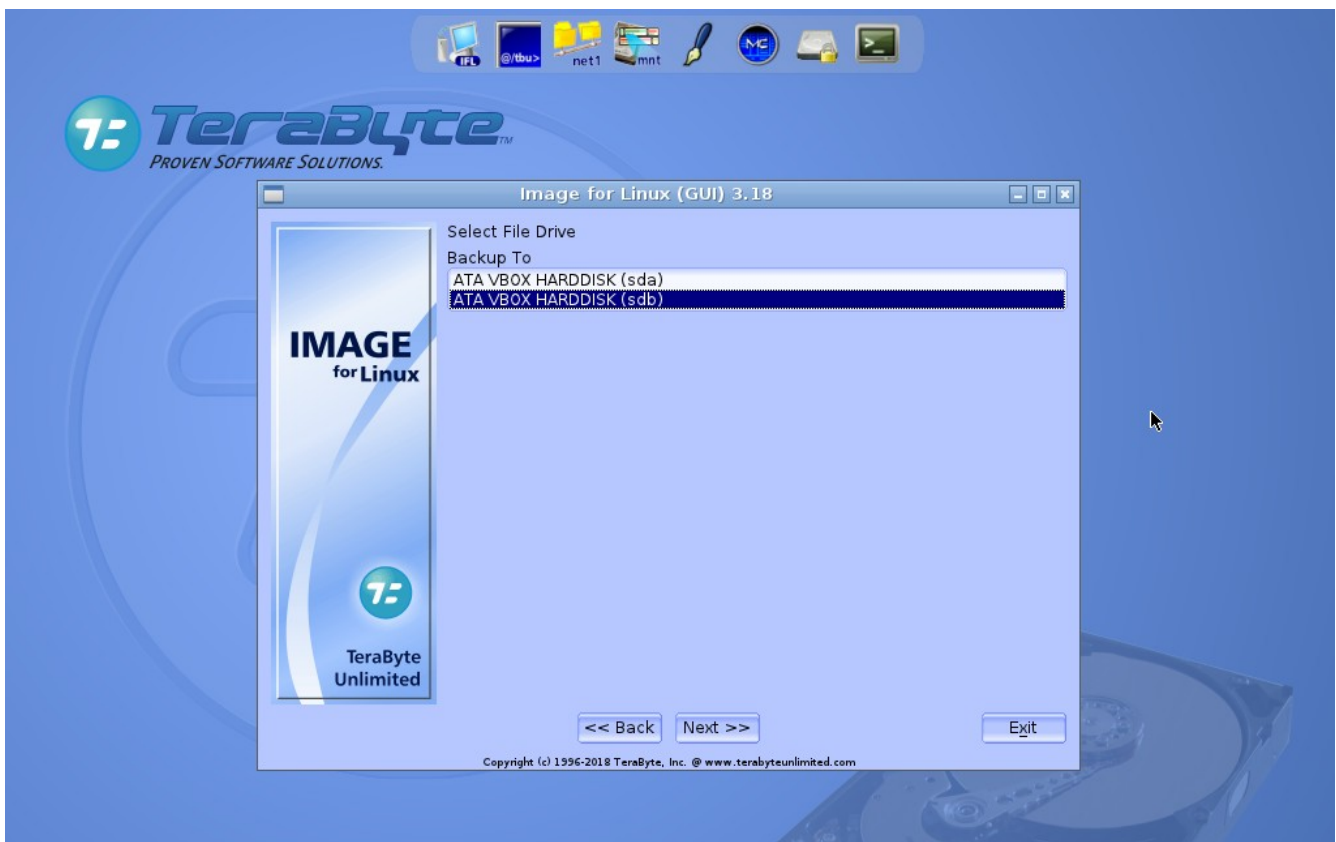 IFL
@/tbu>
net1
mnt
MC
>_
TeraByte TM
PROVEN SOFTWARE SOLUTIONS.
Image for Linux (GUI) 3.18
Select File Drive
Backup To
ATA VBOX HARDDISK (sda)
ATA VBOX HARDDISK (sdb)
IMAGE
for Linux
TeraByte
Unlimited
<< Back
Next >>
Exit
Copyright (c) 1996-2018 TeraByte, Inc. @ www.terabyteunlimited.com